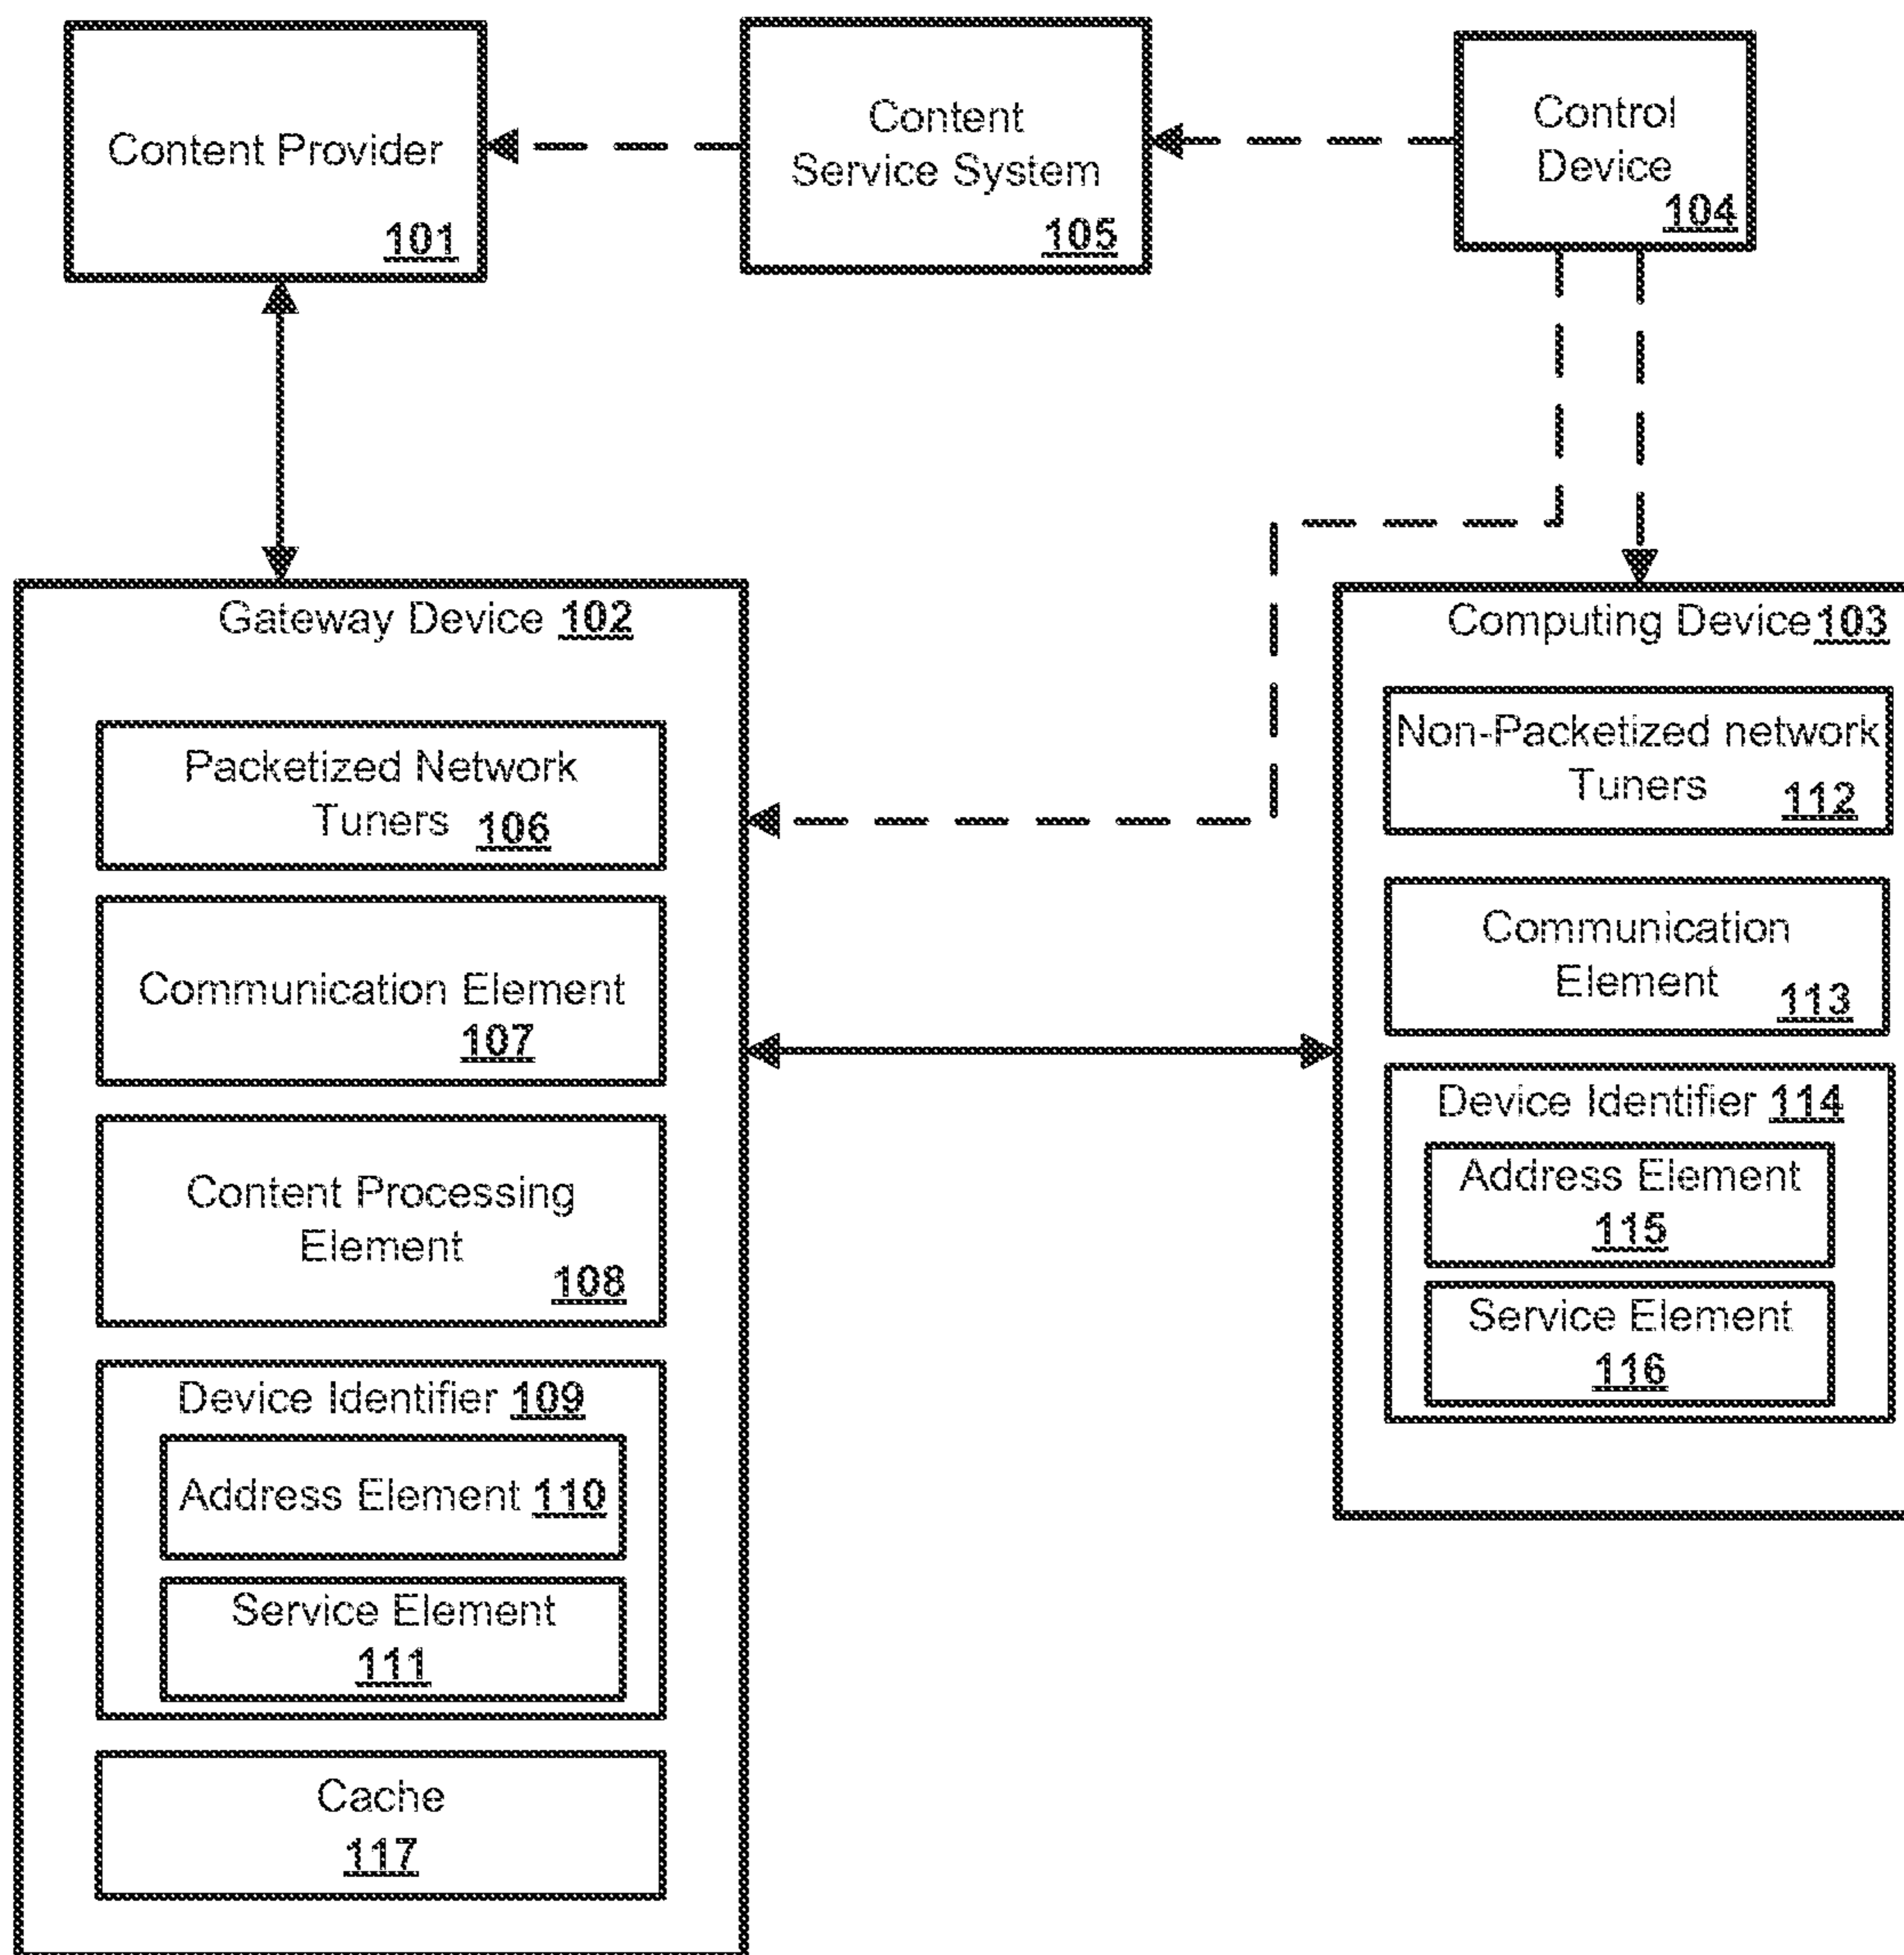 Content Provider
101
Content
Service System
105
Control
Device
104
Gateway Device 102
Packetized Network
Tuners 106
Communication Element
107
Content Processing
Element
108
Device Identifier 109
Address Element 110
Service Element
111
Cache
117
Computing Device 103
Non-Packetized network
Tuners 112
Communication
Element 113
Device Identifier 114
Address Element
115
Service Element
116